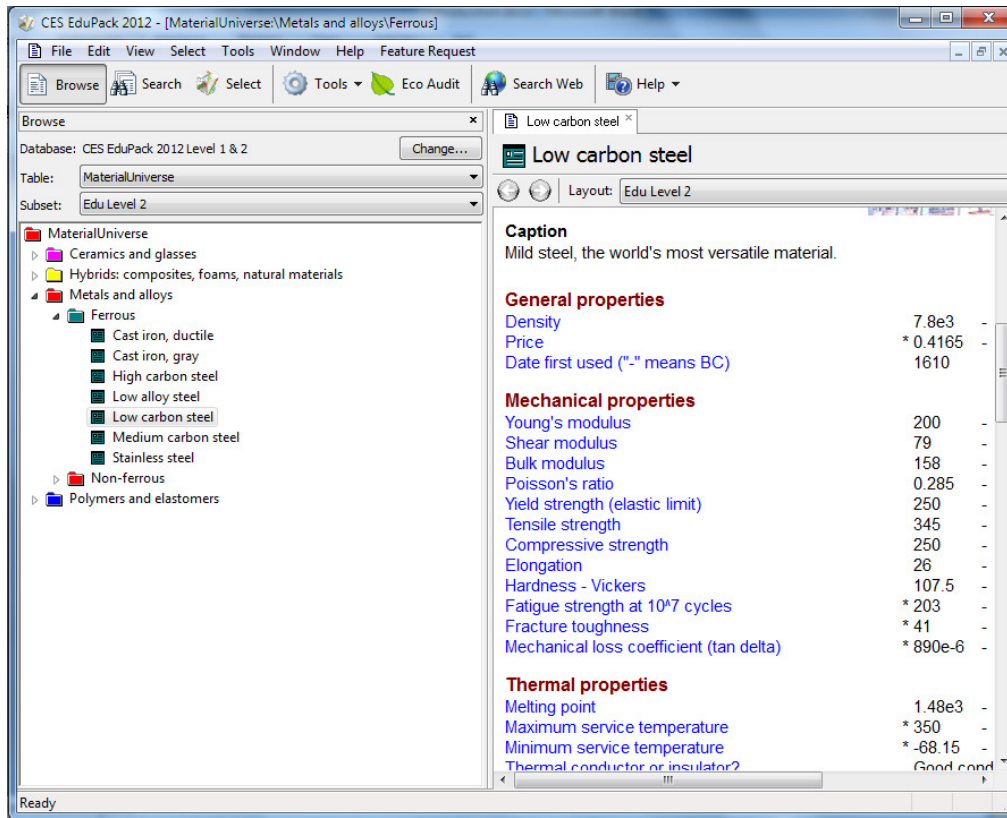 CES EduPack 2012 - [MaterialUniverse:\Metals and alloys\Ferrous]
File Edit View Select Tools Window Help Feature Request
Browse Search Select Tools Eco Audit Search Web Help
Browse
Database: CES EduPack 2012 Level 1 & 2 Change...
Table: MaterialUniverse
Subset: Edu Level 2
MaterialUniverse
Ceramics and glasses
Hybrids: composites, foams, natural materials
Metals and alloys
Ferrous
Cast iron, ductile
Cast iron, gray
High carbon steel
Low alloy steel
Low carbon steel
Medium carbon steel
Stainless steel
Non-ferrous
Polymers and elastomers
Low carbon steel
Low carbon steel
Layout: Edu Level 2
Caption
Mild steel, the world's most versatile material.
General properties
Density 7.8e3 -
Price * 0.4165 -
Date first used ("-" means BC) 1610
Mechanical properties
Young's modulus 200 -
Shear modulus 79 -
Bulk modulus 158 -
Poisson's ratio 0.285 -
Yield strength (elastic limit) 250 -
Tensile strength 345 -
Compressive strength 250 -
Elongation 26 -
Hardness - Vickers 107.5 -
Fatigue strength at 10^7 cycles * 203 -
Fracture toughness * 41 -
Mechanical loss coefficient (tan delta) * 890e-6 -
Thermal properties
Melting point 1.48e3 -
Maximum service temperature * 350 -
Minimum service temperature * -68.15 -
Thermal conductor or insulator? Good cond
Ready